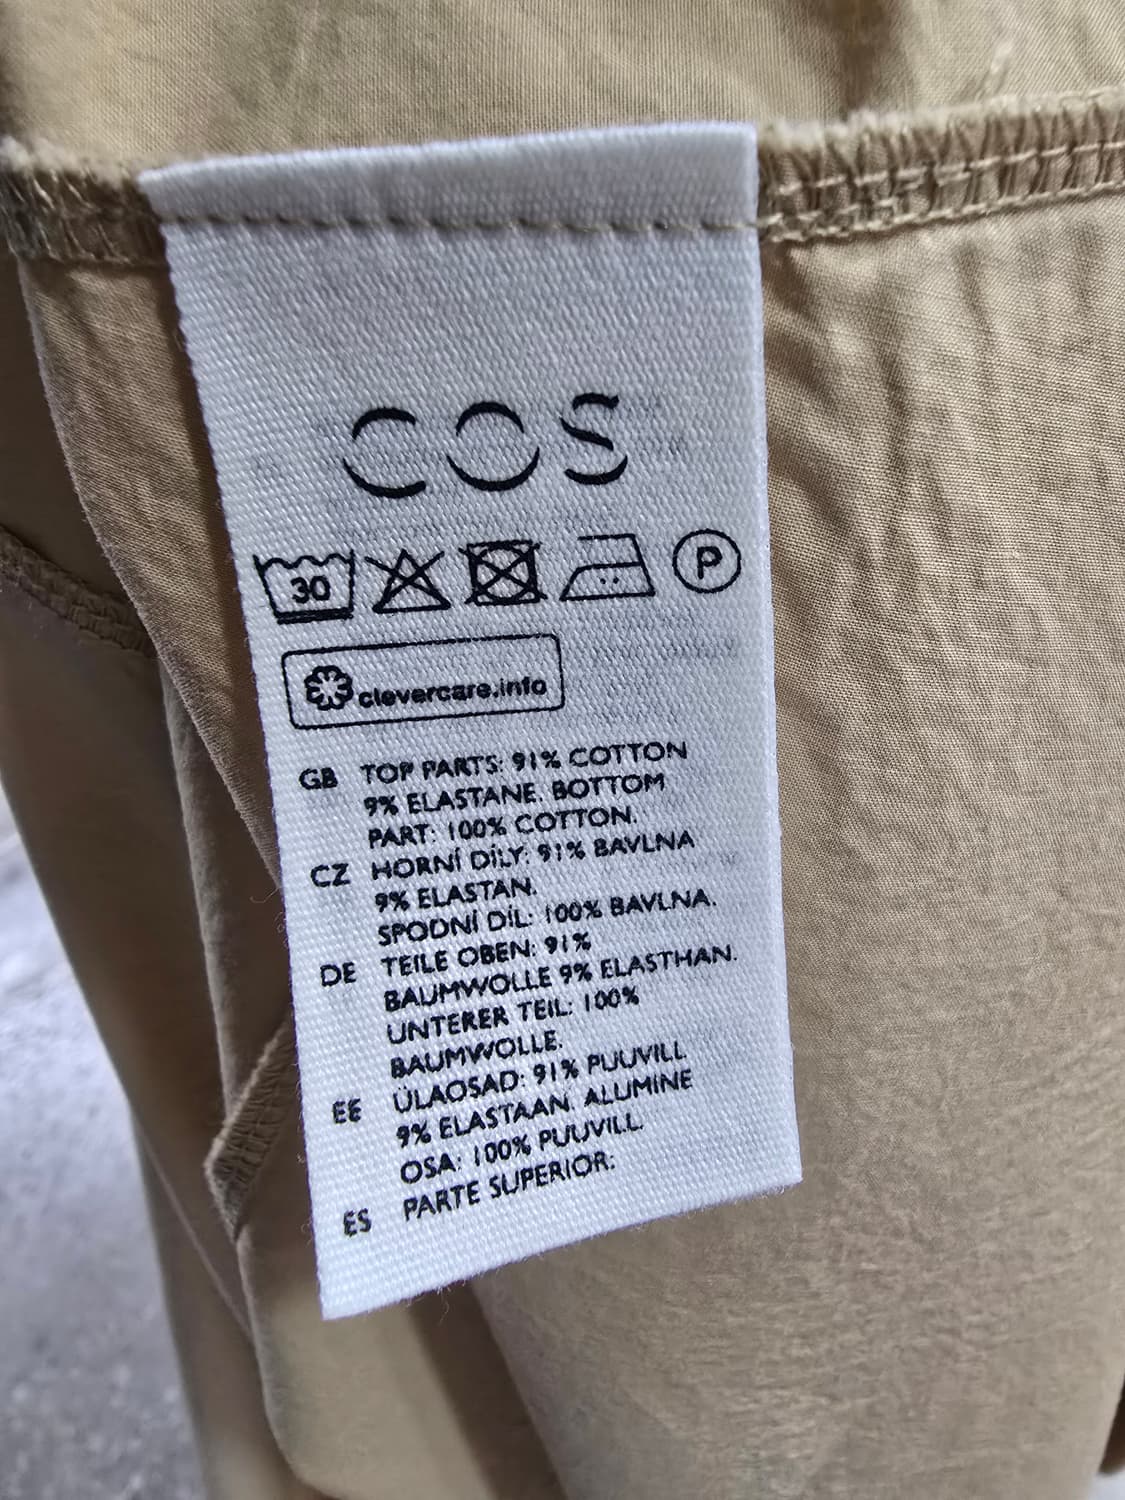 COS
30
P
clevercare.info
GB TOP PARTS: 91% COTTON
9% ELASTANE. BOTTOM
PART: 100% COTTON.
CZ HORNÍ DÍLY: 91% BAVLNA
9% ELASTAN.
SPODNÍ DÍL: 100% BAVLNA.
DE TEILE OBEN: 91%
BAUMWOLLE 9% ELASTHAN.
UNTERER TEIL: 100%
BAUMWOLLE.
EE ÜLAOSAD: 91% PUUVILL
9% ELASTAAN. ALUMINE
OSA: 100% PUUVILL.
ES PARTE SUPERIOR: